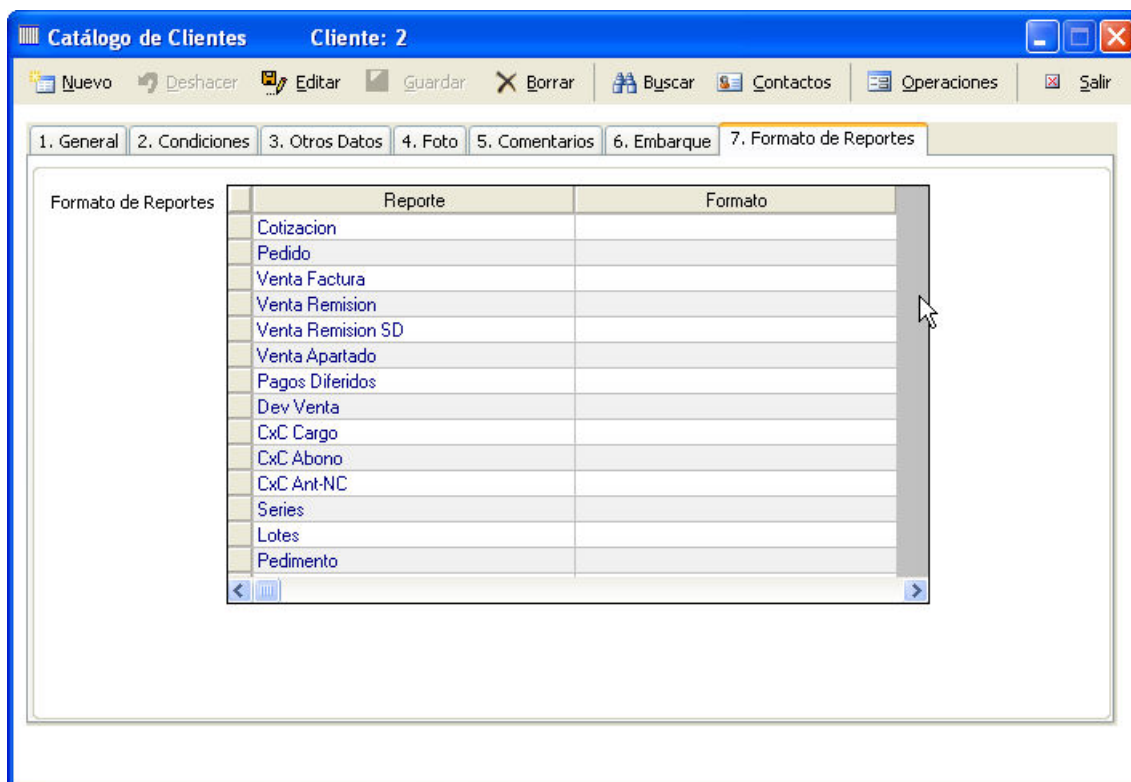 Catálogo de Clientes Cliente: 2
Nuevo Deshacer Editar Guardar Borrar Buscar Contactos Operaciones Salir
1. General 2. Condiciones 3. Otros Datos 4. Foto 5. Comentarios 6. Embarque 7. Formato de Reportes
Formato de Reportes Reporte Formato
Cotizacion
Pedido
Venta Factura
Venta Remision
Venta Remision SD
Venta Apartado
Pagos Diferidos
Dev Venta
CxC Cargo
CxC Abono
CxC Ant-NC
Series
Lotes
Pedimento